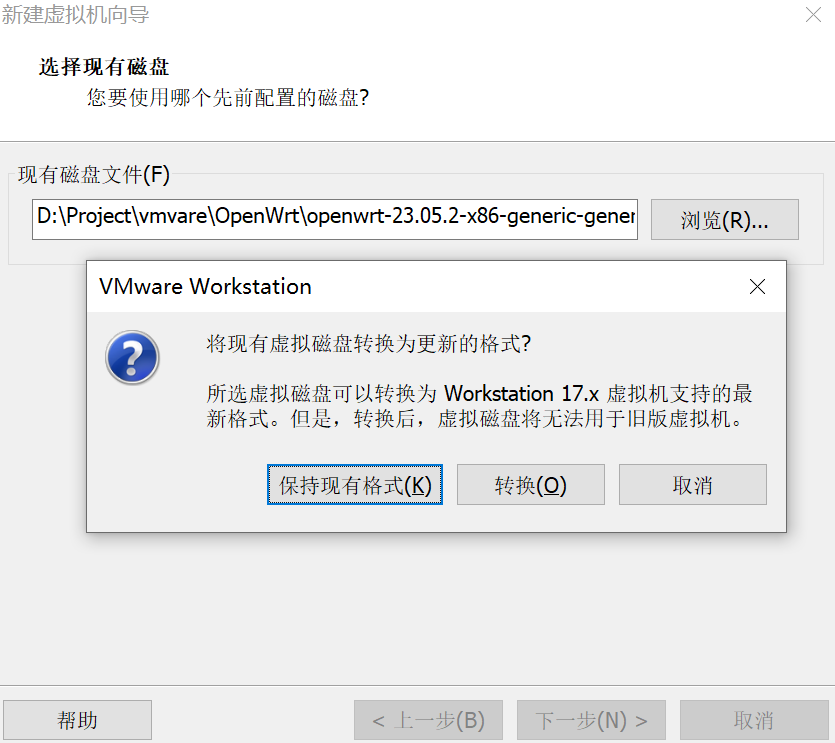 新建虚拟机向导
选择现有磁盘
您要使用哪个先前配置的磁盘?
现有磁盘文件(F)
D:\Project\vmvare\OpenWrt\openwrt-23.05.2-x86-generic-gener
浏览(R)...
VMware Workstation
将现有虚拟磁盘转换为更新的格式?
所选虚拟磁盘可以转换为 Workstation 17.x 虚拟机支持的最
新格式。但是，转换后，虚拟磁盘将无法用于旧版虚拟机。
保持现有格式(K)
转换(O)
取消
帮助
< 上一步(B)
下一步(N) >
取消